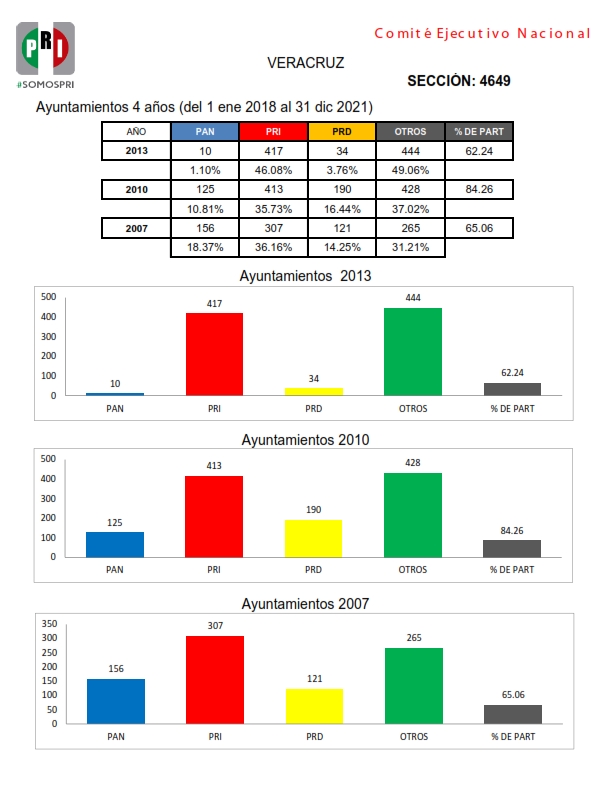 Comité Ejecutivo Nacional
PRI
#SOMOSPRI
VERACRUZ
SECCIÓN: 4649
Ayuntamientos 4 años (del 1 ene 2018 al 31 dic 2021)
AÑO PAN PRI PRD OTROS % DE PART
2013 10 417 34 444 62.24
1.10% 46.08% 3.76% 49.06%
2010 125 413 190 428 84.26
10.81% 35.73% 16.44% 37.02%
2007 156 307 121 265 65.06
18.37% 36.16% 14.25% 31.21%
Ayuntamientos 2013
500
400
300
200
100
0
10 417 34 444 62.24
PAN PRI PRD OTROS % DE PART
Ayuntamientos 2010
500
400
300
200
100
0
125 413 190 428 84.26
PAN PRI PRD OTROS % DE PART
Ayuntamientos 2007
350
300
250
200
150
100
50
0
156 307 121 265 65.06
PAN PRI PRD OTROS % DE PART